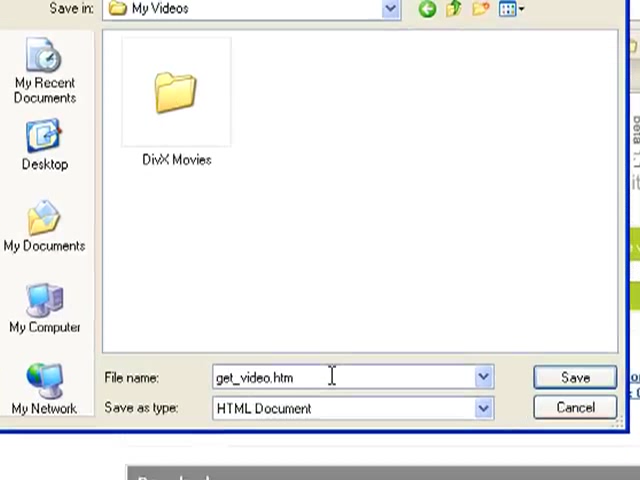 Save in: My Videos
My Recent
Documents
Desktop
My Documents
My Computer
My Network
DivX Movies
File name: get_video.htm Save
Save as type: HTML Document Cancel